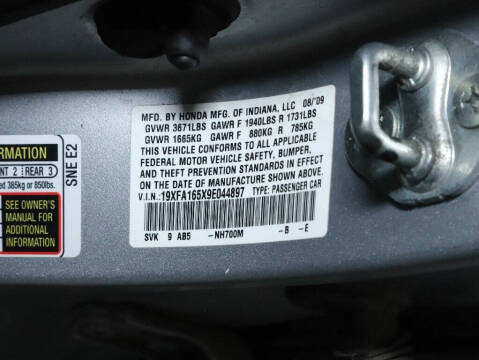 MFD. BY HONDA MFG. OF INDIANA, LLC 08/'09
GVWR 3671LBS GAWR F 1940LBS R 1731LBS
GVWR 1665KG GAWR F 880KG R 785KG
THIS VEHICLE CONFORMS TO ALL APPLICABLE
FEDERAL MOTOR VEHICLE SAFETY, BUMPER,
AND THEFT PREVENTION STANDARDS IN EFFECT
ON THE DATE OF MANUFACTURE SHOWN ABOVE.
V.I.N.: 19XFA165X9E044897 TYPE: PASSENGER CAR
SVK 9 AB5 -NH700M -B -E
ORMATION
NT 2 REAR 3
ed 385kg or 850lbs.
SEE OWNER'S
MANUAL FOR
ADDITIONAL
INFORMATION
SNE E2